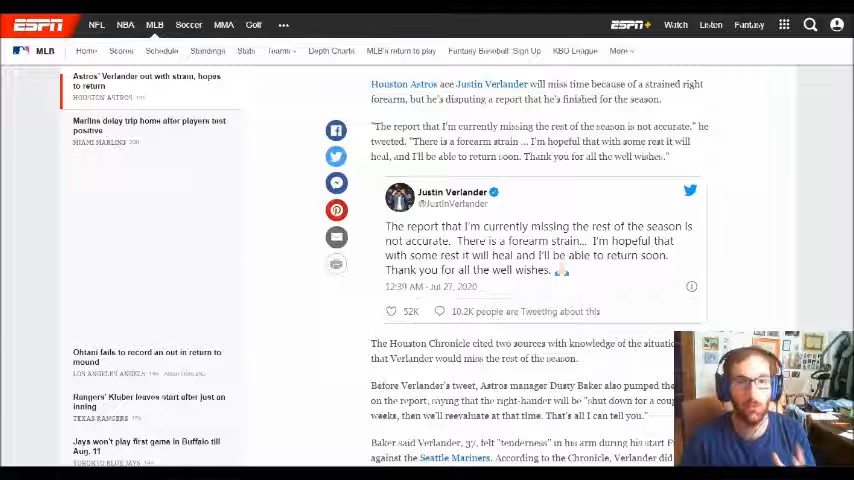 ESPN NFL NBA MLB Soccer MMA Golf ESPN+ Watch Listen Fantasy
MLB Home Scores Schedule Standings Stats Teams Depth Charts MLB's return to play Fantasy Baseball: Sign Up KBO League More
Astros' Verlander out with strain, hopes
to return
HOUSTON ASTROS
Marlins delay trip home after players test
positive
MIAMI MARLINS
Ohtani fails to record an out in return to
mound
LOS ANGELES ANGELS
Rangers' Kluber leaves start after just an
inning
TEXAS RANGERS
Jays won't play first game in Buffalo till
Aug. 11
TORONTO BLUE JAYS
Houston Astros ace Justin Verlander will miss time because of a strained right
forearm, but he's disputing a report that he's finished for the season.
"The report that I'm currently missing the rest of the season is not accurate," he
tweeted. "There is a forearm strain ... I'm hopeful that with some rest it will
heal, and I'll be able to return soon. Thank you for all the well wishes."
Justin Verlander
@JustinVerlander
The report that I'm currently missing the rest of the season is
not accurate. There is a forearm strain... I'm hopeful that
with some rest it will heal and I'll be able to return soon.
Thank you for all the well wishes. 🙏🏻
12:39 AM · Jul 27, 2020
52K 10.2K people are Tweeting about this
The Houston Chronicle cited two sources with knowledge of the
that Verlander would miss the rest of the season.
Before Verlander's tweet, Astros manager Dusty Baker also pumped the
on the report, saying that the right-hander will be "shut down for a
weeks, then we'll reevaluate at that time. That's all I can tell you."
Baker said Verlander, 37, felt "tenderness" in his arm during his start
against the Seattle Mariners. According to the Chronicle, Verlander did